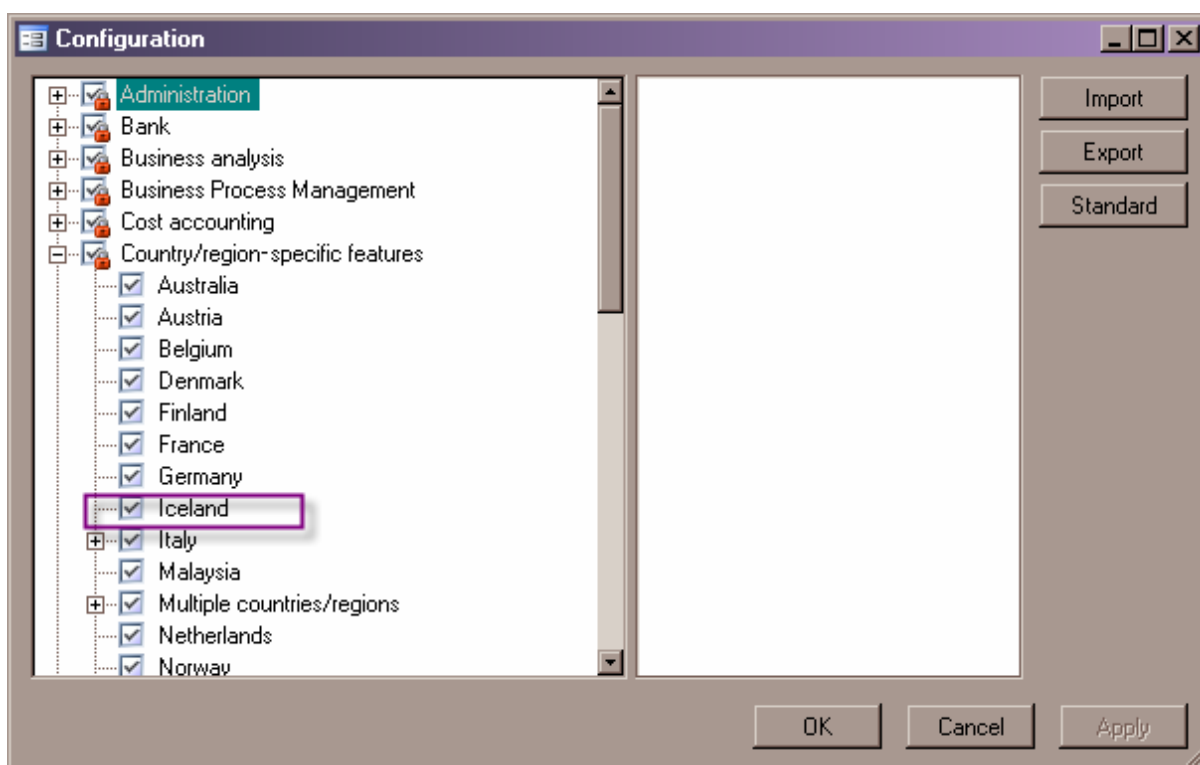 Configuration
Administration
Bank
Business analysis
Business Process Management
Cost accounting
Country/region-specific features
Australia
Austria
Belgium
Denmark
Finland
France
Germany
Iceland
Italy
Malaysia
Multiple countries/regions
Netherlands
Norway
Import
Export
Standard
OK
Cancel
Apply